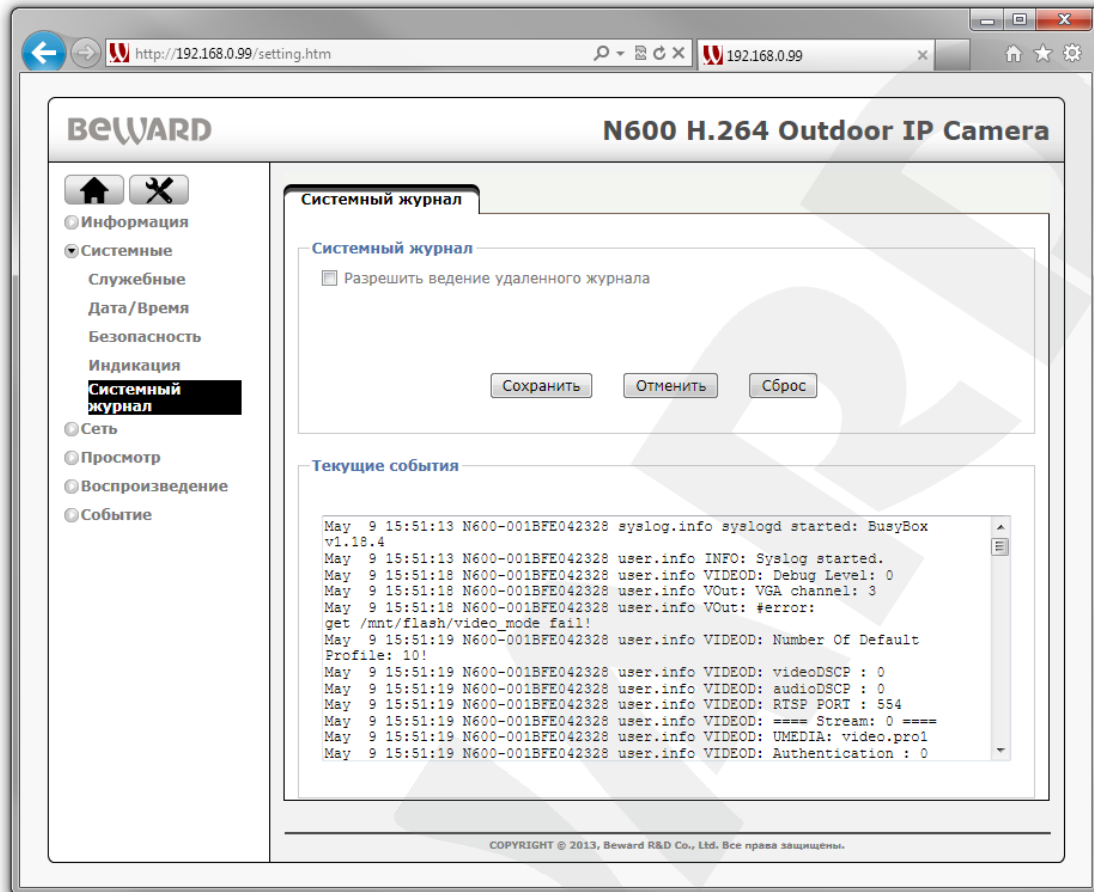 http://192.168.0.99/setting.htm
192.168.0.99
BEWARD
N600 H.264 Outdoor IP Camera
Информация
Системные
Служебные
Дата/Время
Безопасность
Индикация
Системный
журнал
Сеть
Просмотр
Воспроизведение
Событие
Системный журнал
Системный журнал
Разрешить ведение удаленного журнала
Сохранить Отменить Сброс
Текущие события
May  9 15:51:13 N600-001BFE042328 syslog.info syslogd started: BusyBox
v1.18.4
May  9 15:51:13 N600-001BFE042328 user.info INFO: Syslog started.
May  9 15:51:18 N600-001BFE042328 user.info VIDEOD: Debug Level: 0
May  9 15:51:18 N600-001BFE042328 user.info VOut: VGA channel: 3
May  9 15:51:18 N600-001BFE042328 user.info VOut: #error:
get /mnt/flash/video_mode fail!
May  9 15:51:19 N600-001BFE042328 user.info VIDEOD: Number Of Default
Profile: 10!
May  9 15:51:19 N600-001BFE042328 user.info VIDEOD: videoDSCP : 0
May  9 15:51:19 N600-001BFE042328 user.info VIDEOD: audioDSCP : 0
May  9 15:51:19 N600-001BFE042328 user.info VIDEOD: RTSP PORT : 554
May  9 15:51:19 N600-001BFE042328 user.info VIDEOD: ==== Stream: 0 ====
May  9 15:51:19 N600-001BFE042328 user.info VIDEOD: UMEDIA: video.pro1
May  9 15:51:19 N600-001BFE042328 user.info VIDEOD: Authentication : 0
COPYRIGHT © 2013, Beward R&D Co., Ltd. Все права защищены.